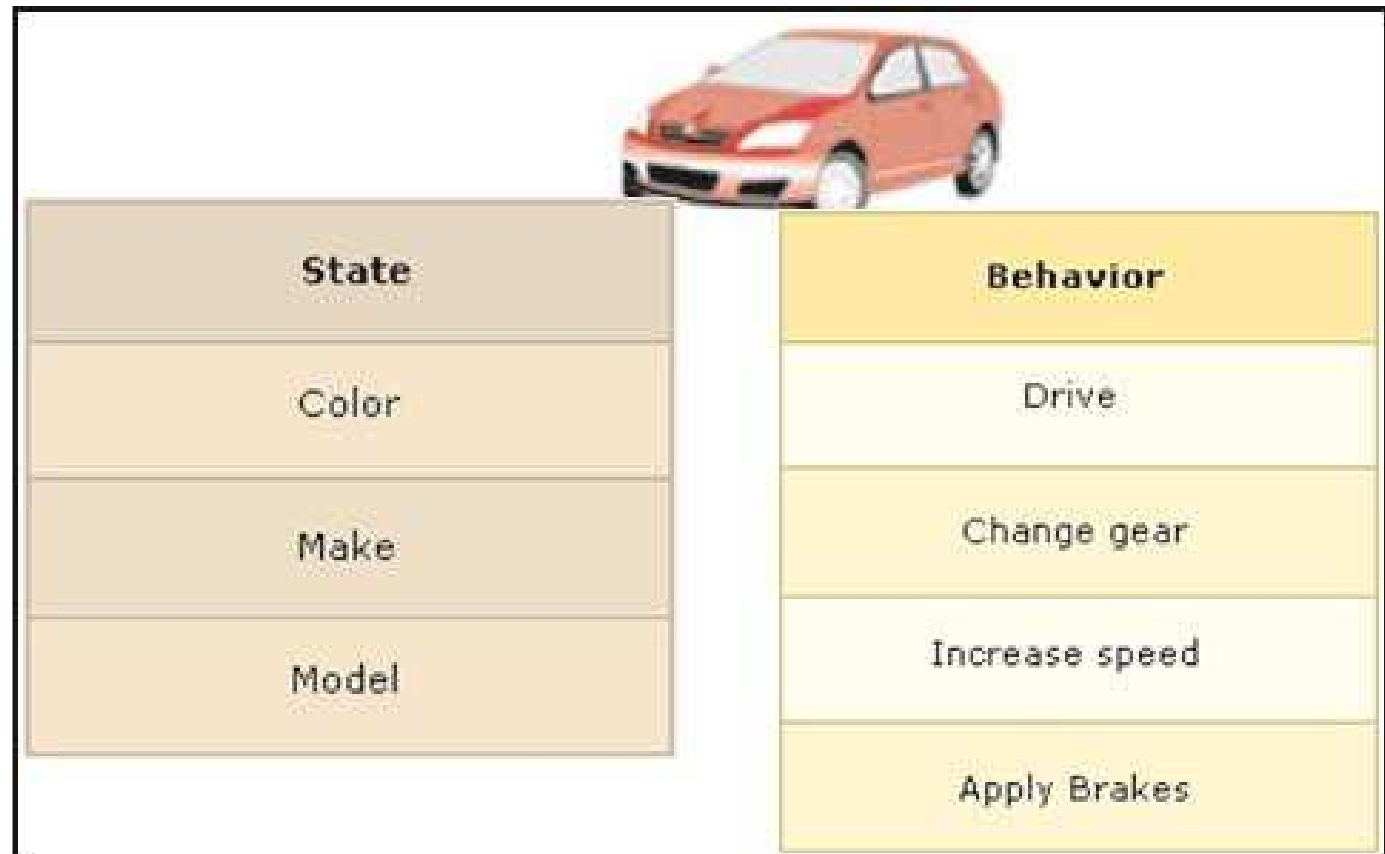 State
Color
Make
Model
Behavior
Drive
Change gear
Increase speed
Apply Brakes